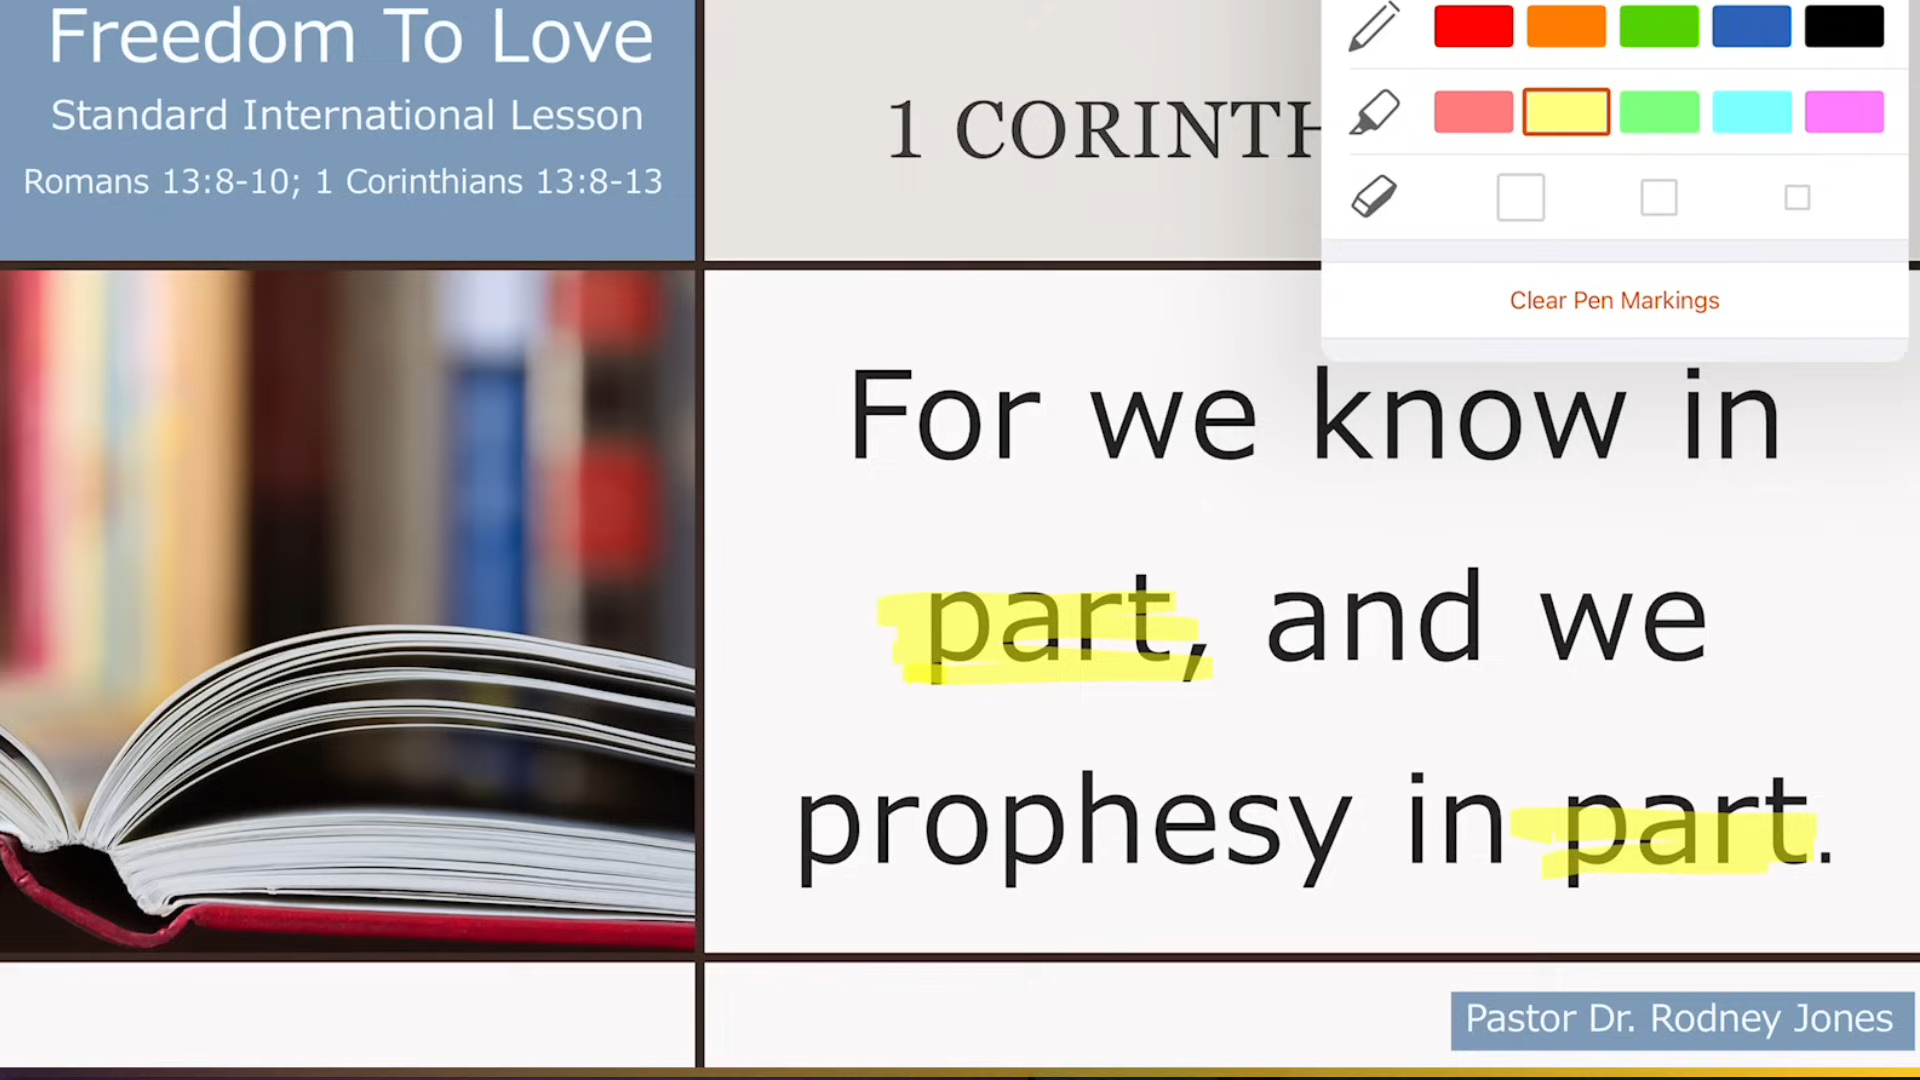 Freedom To Love
Standard International Lesson
Romans 13:8-10; 1 Corinthians 13:8-13
1 CORINTH
Clear Pen Markings
For we know in
part, and we
prophesy in part.
Pastor Dr. Rodney Jones